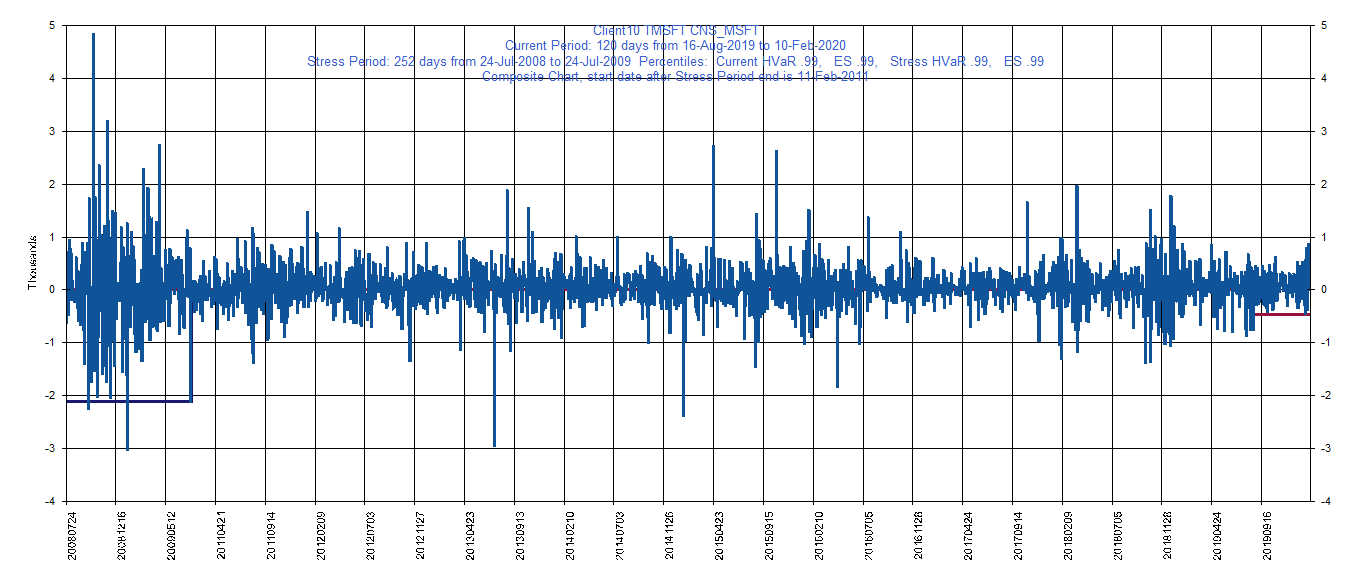 Client10 TMSFT CNS_MSFT
Current Period: 120 days from 16-Aug-2019 to 10-Feb-2020
Stress Period: 252 days from 24-Jul-2008 to 24-Jul-2009  Percentiles:  Current HVaR .99,   ES .99,   Stress HVaR .99,   ES .99
Composite Chart, start date after Stress Period end is 11-Feb-2011
5 5
4 4
3 3
2 2
1 1
0 0
-1 -1
-2 -2
-3 -3
-4 -4
Thousands
20080724 20081216 20090512 20110421 20110914 20120209 20120703 20121127 20130423 20130913 20140210 20140703 20141126 20150423 20150915 20160210 20160705 20161128 20170424 20170914 20180209 20180705 20181128 20190424 20190916